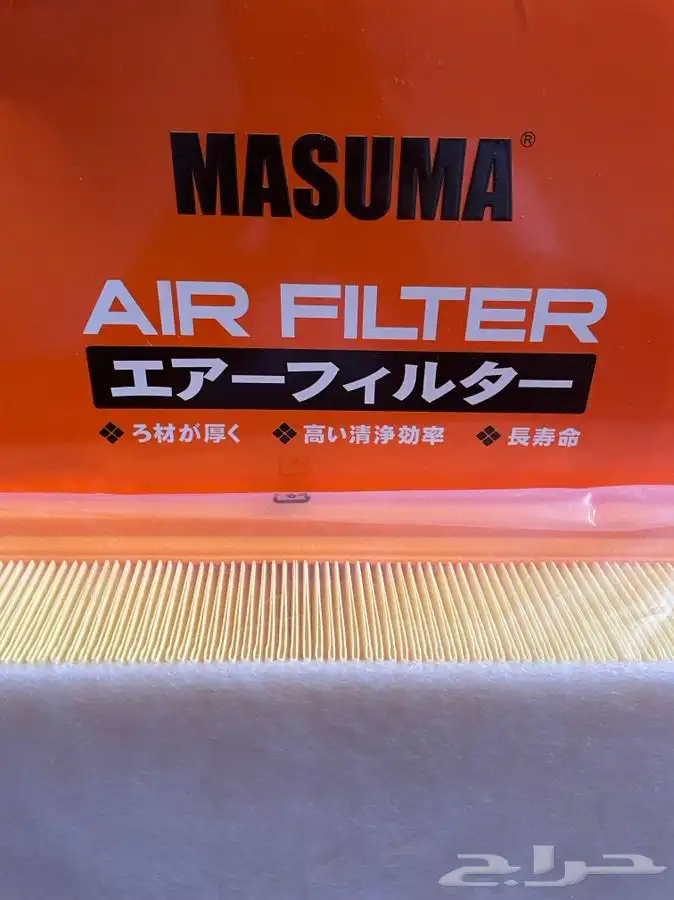 MASUMA®
AIR FILTER
エアーフィルター
❖ ろ材が厚く ❖ 高い清浄効率 ❖ 長寿命
حراج